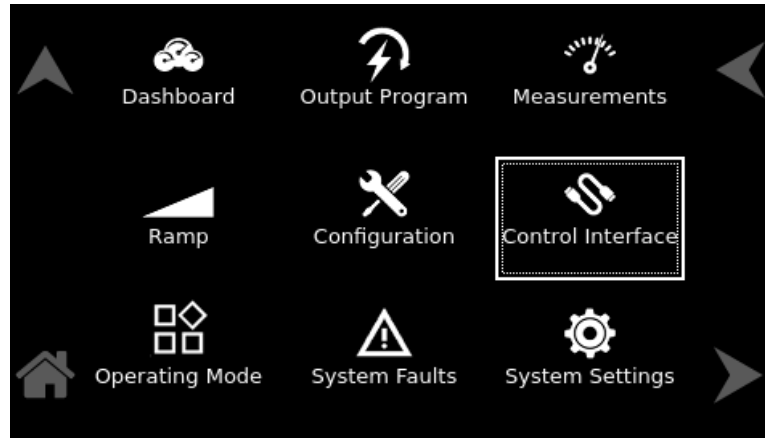 Dashboard
Output Program
Measurements
Ramp
Configuration
Control Interface
Operating Mode
System Faults
System Settings